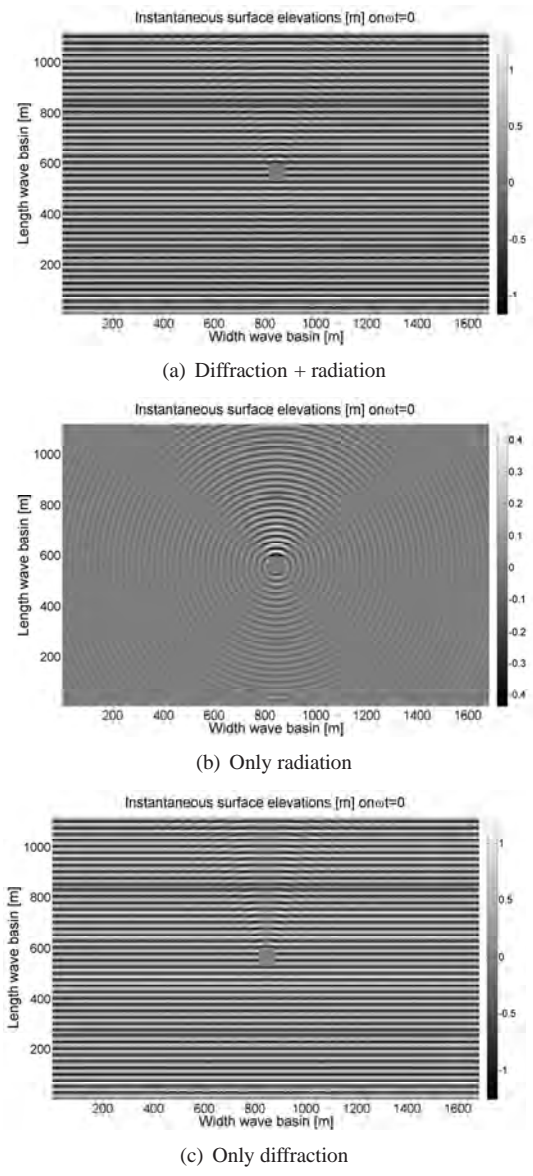 Instantaneous surface elevations [m] onωt=0
Length wave basin [m]
1000
800
600
400
200
200 400 600 800 1000 1200 1400 1600
Width wave basin [m]
1
0.5
0
-0.5
-1
(a) Diffraction + radiation
Instantaneous surface elevations [m] onωt=0
Length wave basin [m]
1000
800
600
400
200
200 400 600 800 1000 1200 1400 1600
Width wave basin [m]
0.4
0.3
0.2
0.1
0
-0.1
-0.2
-0.3
-0.4
(b) Only radiation
Instantaneous surface elevations [m] onωt=0
Length wave basin [m]
1000
800
600
400
200
200 400 600 800 1000 1200 1400 1600
Width wave basin [m]
1
0.5
0
-0.5
-1
(c) Only diffraction